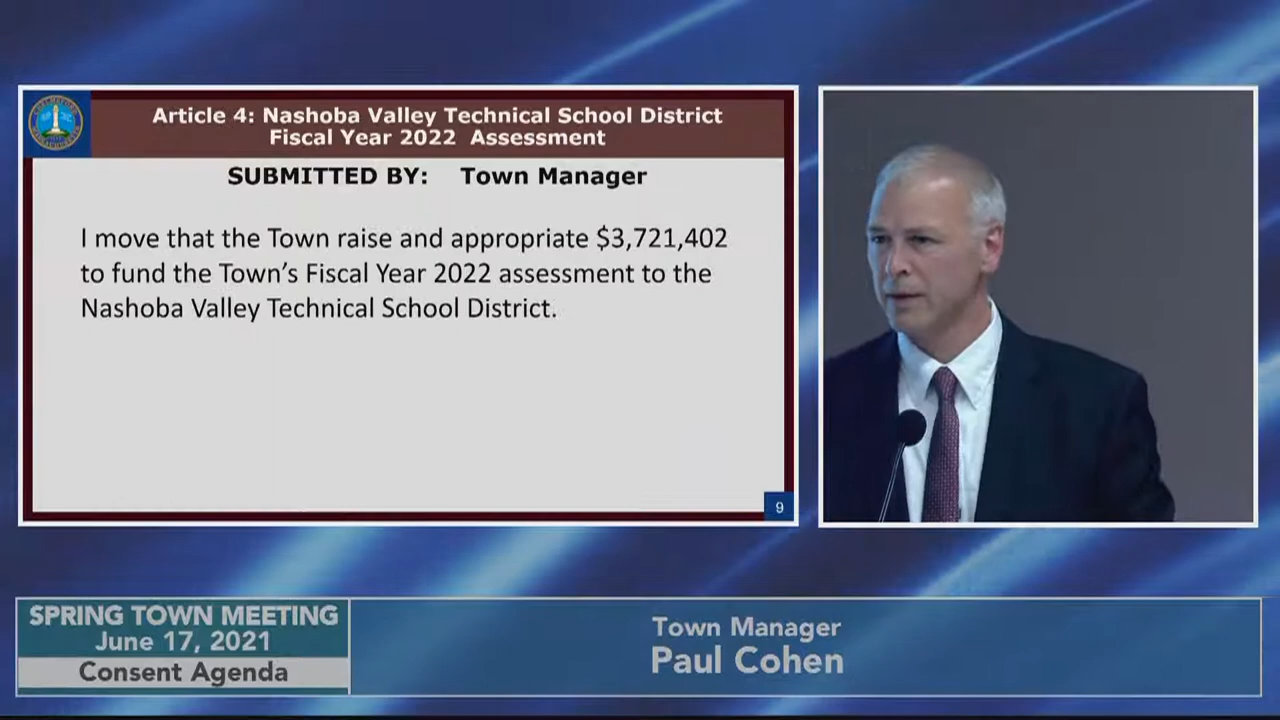 Article 4: Nashoba Valley Technical School District
Fiscal Year 2022 Assessment
SUBMITTED BY: Town Manager
I move that the Town raise and appropriate $3,721,402
to fund the Town's Fiscal Year 2022 assessment to the
Nashoba Valley Technical School District.
9
SPRING TOWN MEETING
June 17, 2021
Consent Agenda
Town Manager
Paul Cohen